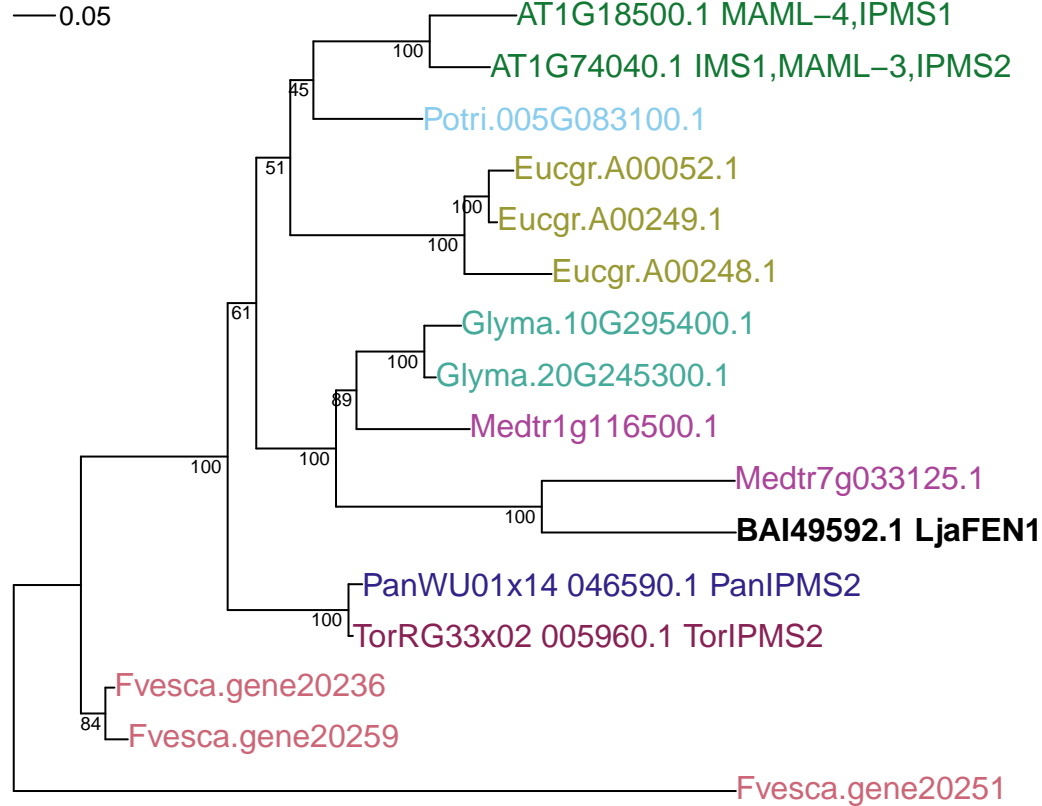 0.05
AT1G18500.1 MAML−4,IPMS1
100
AT1G74040.1 IMS1,MAML−3,IPMS2
45
Potri.005G083100.1
51
Eucgr.A00052.1
100
Eucgr.A00249.1
100
Eucgr.A00248.1
61
Glyma.10G295400.1
100
Glyma.20G245300.1
89
Medtr1g116500.1
100
100
Medtr7g033125.1
100
BAI49592.1 LjaFEN1
PanWU01x14 046590.1 PanIPMS2
100
TorRG33x02 005960.1 TorIPMS2
Fvesca.gene20236
84
Fvesca.gene20259
Fvesca.gene20251